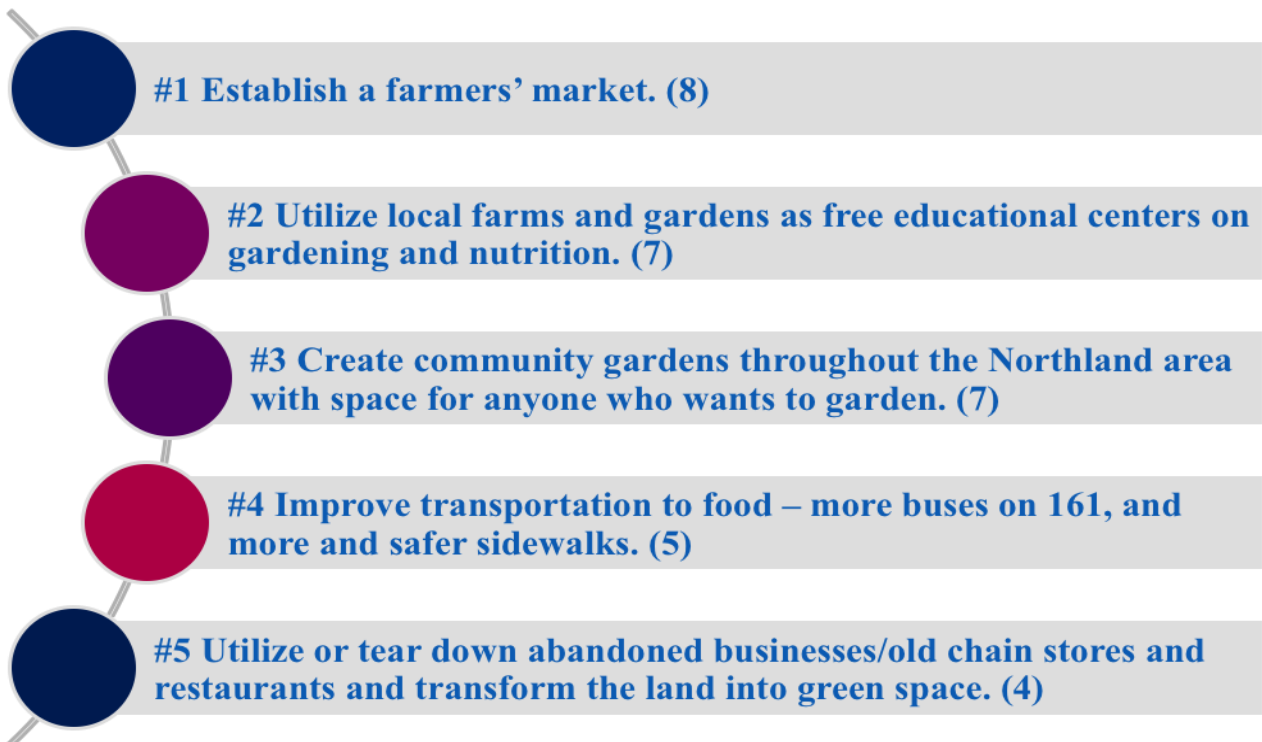 #1 Establish a farmers’ market. (8)
#2 Utilize local farms and gardens as free educational centers on
gardening and nutrition. (7)
#3 Create community gardens throughout the Northland area
with space for anyone who wants to garden. (7)
#4 Improve transportation to food – more buses on 161, and
more and safer sidewalks. (5)
#5 Utilize or tear down abandoned businesses/old chain stores and
restaurants and transform the land into green space. (4)